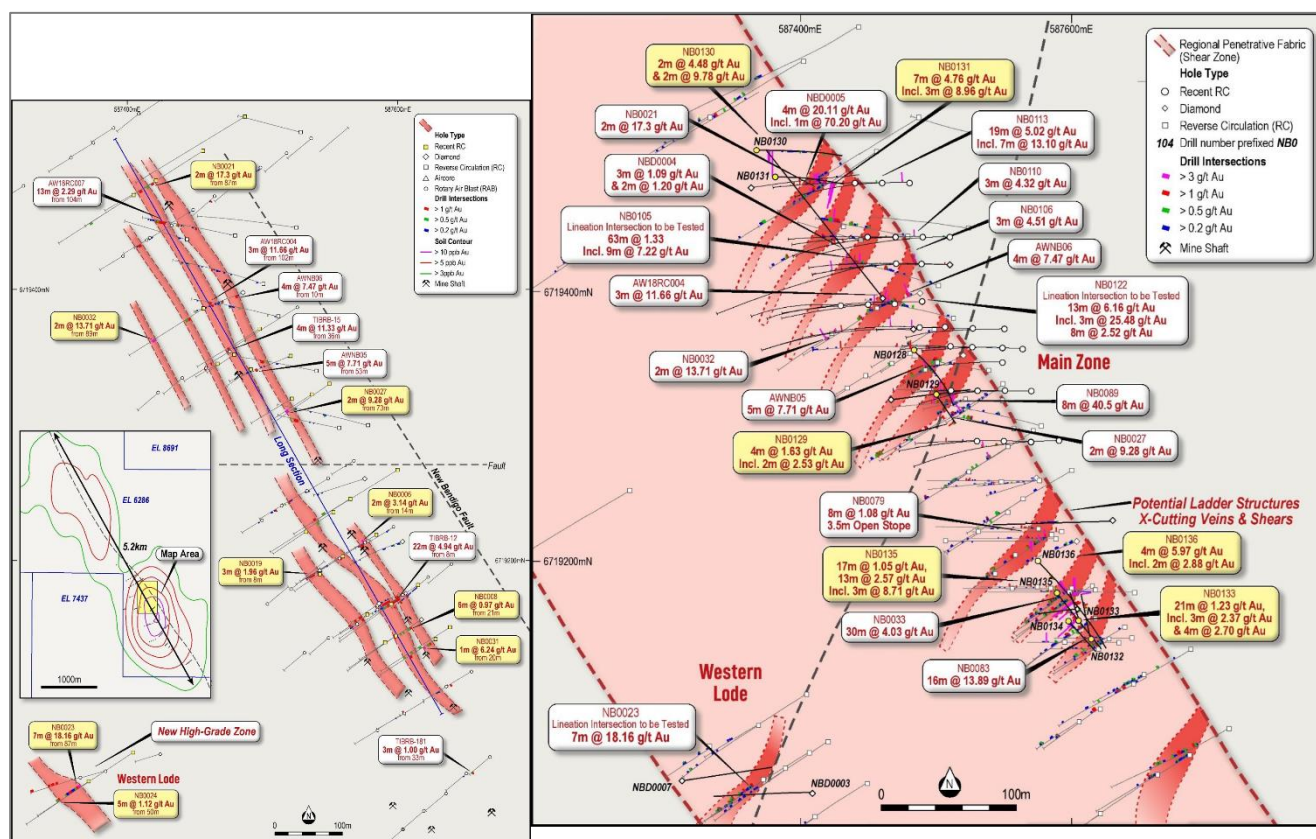 587400mE
587600mE
Hole Type
Recent RC
Diamond
Reverse Circulation (RC)
Aircore
Rotary Air Blast (RAB)
Drill Intersections
> 1 g/t Au
> 0.5 g/t Au
> 0.2 g/t Au
Soil Contour
> 10 ppb Au
> 5 ppb Au
> 3ppb Au
Mine Shaft
NB0021
2m @ 17.3 g/t Au
from 87m
AW18RC007
13m @ 2.29 g/t Au
from 104m
AW18RC004
3m @ 11.66 g/t Au
from 102m
AWNB06
4m @ 7.47 g/t Au
from 10m
6719400mN
NB0032
2m @ 13.71 g/t Au
from 89m
TIBRB-15
4m @ 11.33 g/t Au
from 36m
AWNB05
5m @ 7.71 g/t Au
from 53m
NB0027
2m @ 9.28 g/t Au
from 73m
Long Section
Fault
New Bendigo Fault
EL 8691
EL 6286
5.2km
Map Area
EL 7437
1000m
NB0006
2m @ 3.14 g/t Au
from 14m
TIBRB-12
22m @ 4.94 g/t Au
from 8m
6719200mN
NB0019
3m @ 1.96 g/t Au
from 8m
NB0008
6m @ 0.97 g/t Au
from 21m
NB0031
1m @ 6.24 g/t Au
from 20m
NB0023
7m @ 18.16 g/t Au
from 87m
New High-Grade Zone
Western Lode
NB0024
5m @ 1.12 g/t Au
from 50m
TIBRB-181
3m @ 1.00 g/t Au
from 33m
N
0
100m
587400mE
587600mE
Regional Penetrative Fabric
(Shear Zone)
Hole Type
Recent RC
Diamond
Reverse Circulation (RC)
104 Drill number prefixed NB0
Drill Intersections
> 3 g/t Au
> 1 g/t Au
> 0.5 g/t Au
> 0.2 g/t Au
Mine Shaft
NB0130
2m @ 4.48 g/t Au
& 2m @ 9.78 g/t Au
NB0131
7m @ 4.76 g/t Au
Incl. 3m @ 8.96 g/t Au
NB0021
2m @ 17.3 g/t Au
NBD0005
4m @ 20.11 g/t Au
Incl. 1m @ 70.20 g/t Au
NB0113
19m @ 5.02 g/t Au
Incl. 7m @ 13.10 g/t Au
NB0130
NB0131
NBD0004
3m @ 1.09 g/t Au
& 2m @ 1.20 g/t Au
NB0110
3m @ 4.32 g/t Au
NB0105
Lineation Intersection to be Tested
63m @ 1.33
Incl. 9m @ 7.22 g/t Au
NB0106
3m @ 4.51 g/t Au
AWNB06
4m @ 7.47 g/t Au
6719400mN
AW18RC004
3m @ 11.66 g/t Au
NB0122
Lineation Intersection to be Tested
13m @ 6.16 g/t Au
Incl. 3m @ 25.48 g/t Au
8m @ 2.52 g/t Au
NB0032
2m @ 13.71 g/t Au
NB0128
Main Zone
NB0129
AWNB05
5m @ 7.71 g/t Au
NB0089
8m @ 40.5 g/t Au
NB0129
4m @ 1.63 g/t Au
Incl. 2m @ 2.53 g/t Au
NB0027
2m @ 9.28 g/t Au
NB0079
8m @ 1.08 g/t Au
3.5m Open Stope
Potential Ladder Structures
X-Cutting Veins & Shears
NB0136
NB0136
4m @ 5.97 g/t Au
Incl. 2m @ 2.88 g/t Au
6719200mN
NB0135
17m @ 1.05 g/t Au,
13m @ 2.57 g/t Au
Incl. 3m @ 8.71 g/t Au
NB0135
NB0133
21m @ 1.23 g/t Au,
Incl. 3m @ 2.37 g/t Au
& 4m @ 2.70 g/t Au
NB0133
NB0134
NB0033
30m @ 4.03 g/t Au
NB0132
NB0083
16m @ 13.89 g/t Au
Western
Lode
NB0023
Lineation Intersection to be Tested
7m @ 18.16 g/t Au
NBD0007
NBD0003
N
0
100m